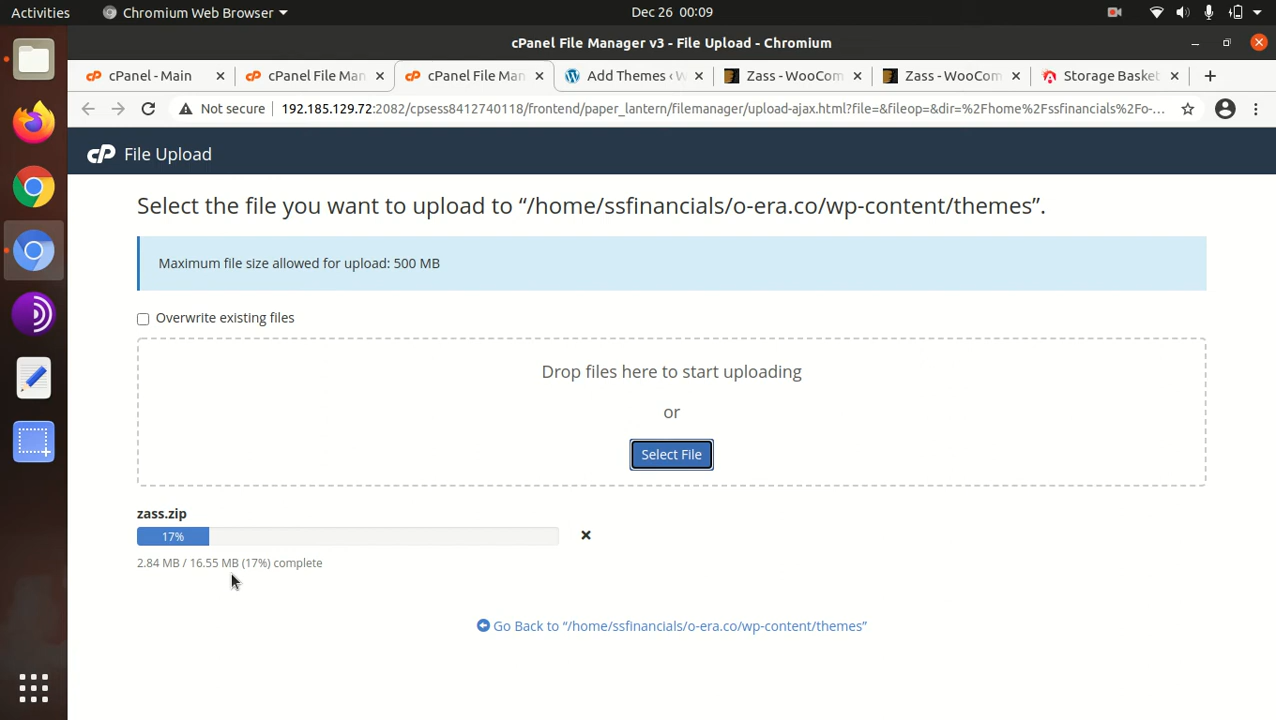 Activities
Chromium Web Browser
Dec 26 00:09
cPanel File Manager v3 - File Upload - Chromium
cPanel - Main
cPanel File Man
cPanel File Man
Add Themes ‹ W
Zass - WooCom
Zass - WooCom
Storage Basket
Not secure
192.185.129.72:2082/cpsess8412740118/frontend/paper_lantern/filemanager/upload-ajax.html?file=&fileop=&dir=%2Fhome%2Fssfinancials%2Fo-...
cP File Upload
Select the file you want to upload to “/home/ssfinancials/o-era.co/wp-content/themes”.
Maximum file size allowed for upload: 500 MB
Overwrite existing files
Drop files here to start uploading
or
Select File
zass.zip
17%
2.84 MB / 16.55 MB (17%) complete
Go Back to “/home/ssfinancials/o-era.co/wp-content/themes”